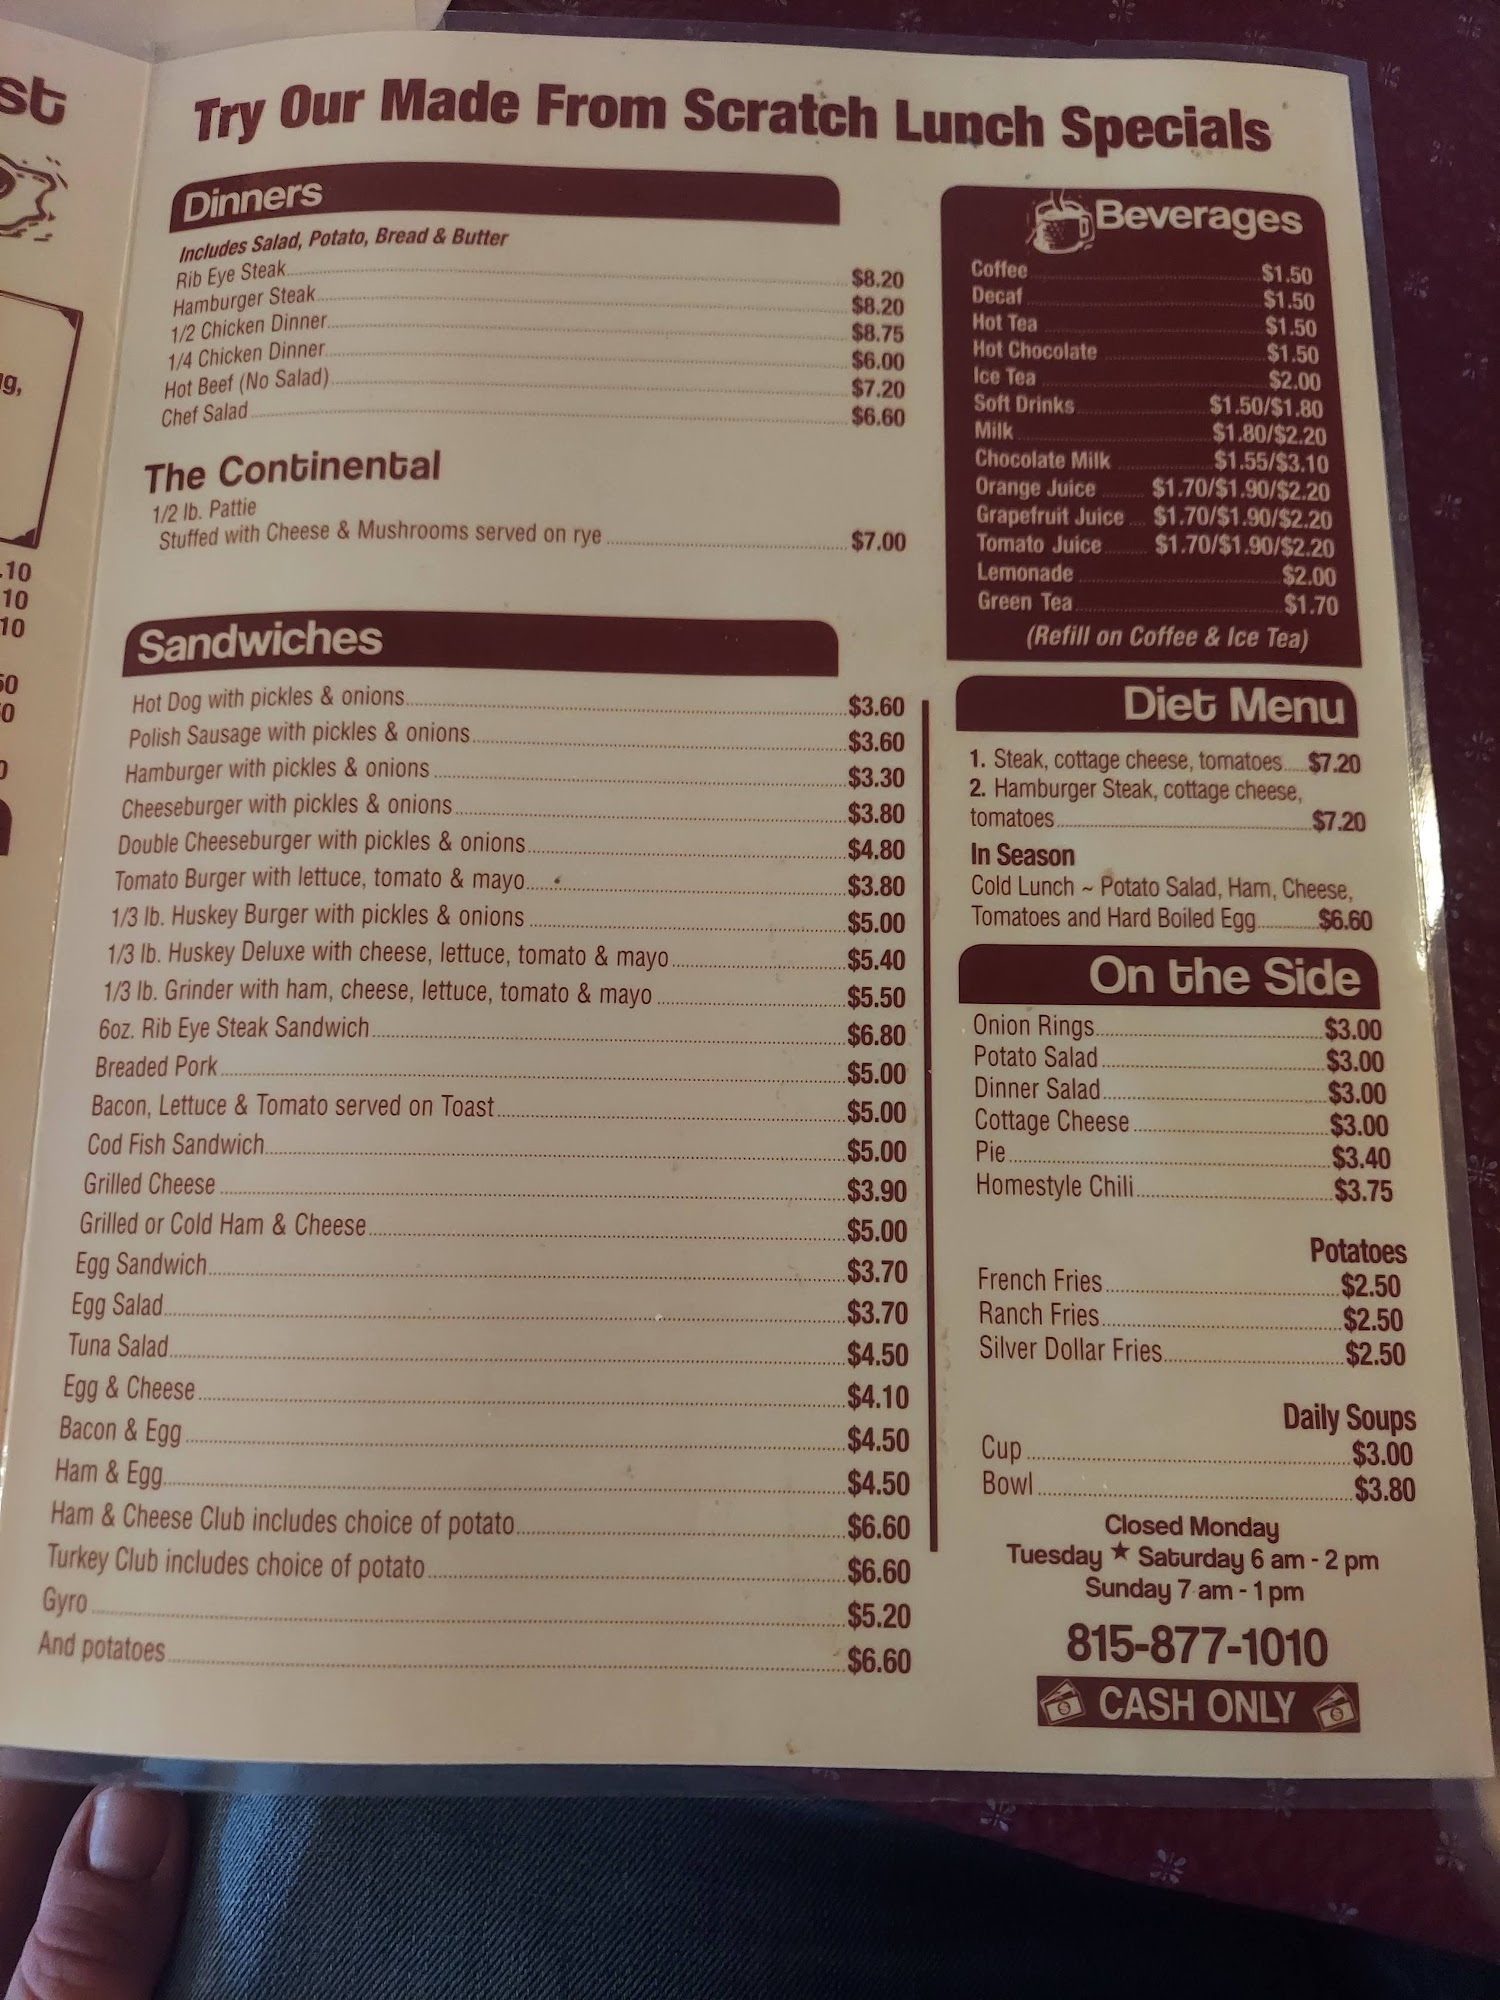 st
Try Our Made From Scratch Lunch Specials
Dinners
Includes Salad, Potato, Bread & Butter
Rib Eye Steak $8.20
Hamburger Steak $8.20
1/2 Chicken Dinner $8.75
1/4 Chicken Dinner $6.00
Hot Beef (No Salad) $7.20
Chef Salad $6.60
The Continental
1/2 lb. Pattie
Stuffed with Cheese & Mushrooms served on rye $7.00
Sandwiches
Hot Dog with pickles & onions $3.60
Polish Sausage with pickles & onions $3.60
Hamburger with pickles & onions $3.30
Cheeseburger with pickles & onions $3.80
Double Cheeseburger with pickles & onions $4.80
Tomato Burger with lettuce, tomato & mayo $3.80
1/3 lb. Huskey Burger with pickles & onions $5.00
1/3 lb. Huskey Deluxe with cheese, lettuce, tomato & mayo $5.40
1/3 lb. Grinder with ham, cheese, lettuce, tomato & mayo $5.50
6oz. Rib Eye Steak Sandwich $6.80
Breaded Pork $5.00
Bacon, Lettuce & Tomato served on Toast $5.00
Cod Fish Sandwich $5.00
Grilled Cheese $3.90
Grilled or Cold Ham & Cheese $5.00
Egg Sandwich $3.70
Egg Salad $3.70
Tuna Salad $4.50
Egg & Cheese $4.10
Bacon & Egg $4.50
Ham & Egg $4.50
Ham & Cheese Club includes choice of potato $6.60
Turkey Club includes choice of potato $6.60
Gyro $5.20
And potatoes $6.60
Beverages
Coffee $1.50
Decaf $1.50
Hot Tea $1.50
Hot Chocolate $1.50
Ice Tea $2.00
Soft Drinks $1.50/$1.80
Milk $1.80/$2.20
Chocolate Milk $1.55/$3.10
Orange Juice $1.70/$1.90/$2.20
Grapefruit Juice $1.70/$1.90/$2.20
Tomato Juice $1.70/$1.90/$2.20
Lemonade $2.00
Green Tea $1.70
(Refill on Coffee & Ice Tea)
Diet Menu
1. Steak, cottage cheese, tomatoes $7.20
2. Hamburger Steak, cottage cheese,
tomatoes $7.20
In Season
Cold Lunch ~ Potato Salad, Ham, Cheese,
Tomatoes and Hard Boiled Egg $6.60
On the Side
Onion Rings $3.00
Potato Salad $3.00
Dinner Salad $3.00
Cottage Cheese $3.00
Pie $3.40
Homestyle Chili $3.75
Potatoes
French Fries $2.50
Ranch Fries $2.50
Silver Dollar Fries $2.50
Daily Soups
Cup $3.00
Bowl $3.80
Closed Monday
Tuesday ★ Saturday 6 am - 2 pm
Sunday 7 am - 1 pm
815-877-1010
CASH ONLY